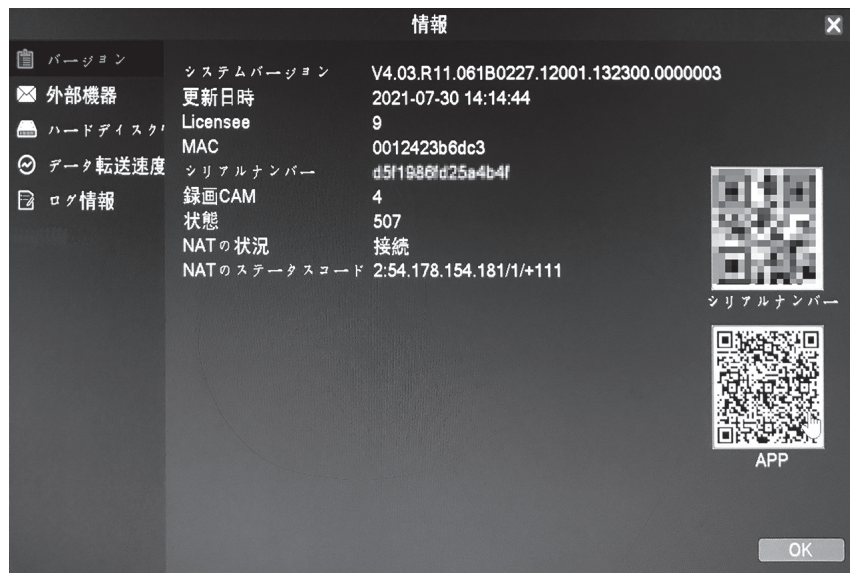 情報
バージョン
外部機器
ハードディスク
データ転送速度
ログ情報
システムバージョン V4.03.R11.061B0227.12001.132300.0000003
更新日時 2021-07-30 14:14:44
Licensee 9
MAC 0012423b6dc3
シリアルナンバー
録画CAM 4
状態 507
NATの状況 接続
NATのステータスコード 2:54.178.154.181/1/+111
シリアルナンバー
APP
OK